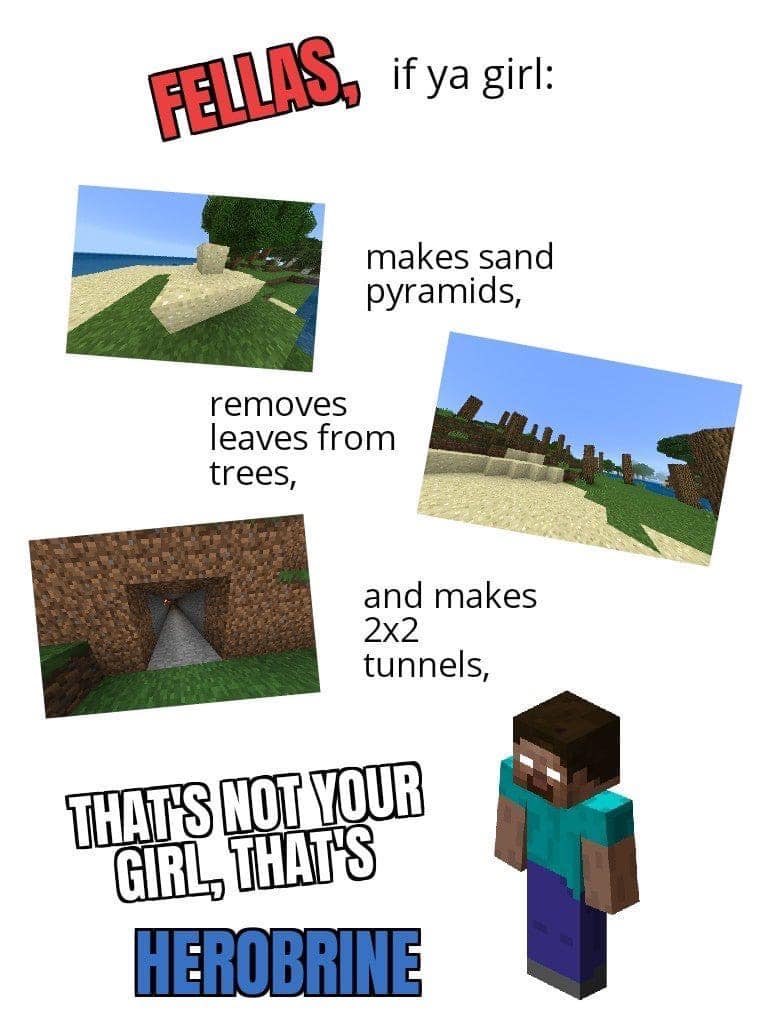 FELLAS, if ya girl:
makes sand
pyramids,
removes
leaves from
trees,
and makes
2x2
tunnels,
THAT'S NOT YOUR
GIRL, THAT'S
HEROBRINE